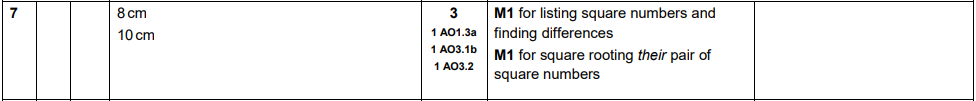 7
8 cm
10 cm
3
1 AO1.3a
1 AO3.1b
1 AO3.2
M1 for listing square numbers and
finding differences
M1 for square rooting their pair of
square numbers